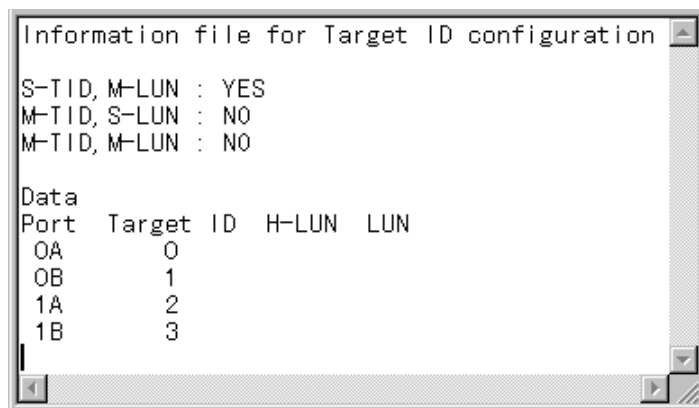 Information file for Target ID configuration
S-TID, M-LUN : YES
M-TID, S-LUN : NO
M-TID, M-LUN : NO
Data
Port Target ID H-LUN LUN
0A 0
0B 1
1A 2
1B 3